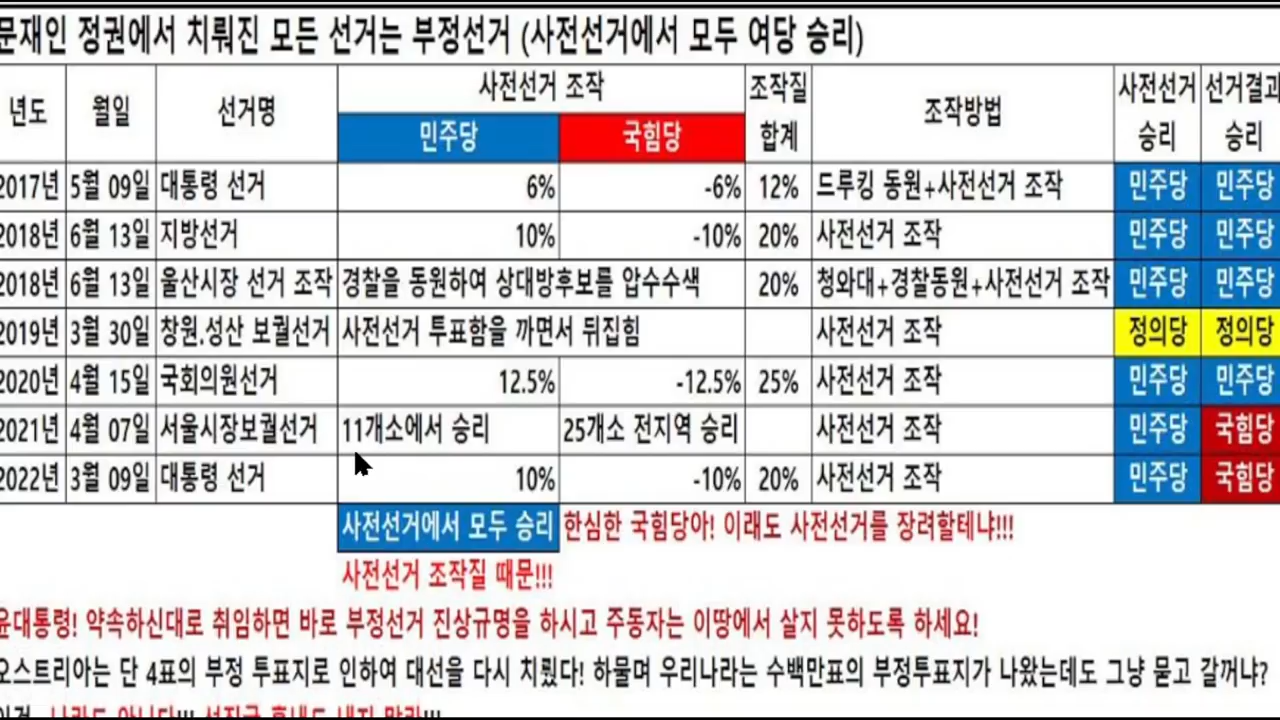 문재인 정권에서 치뤄진 모든 선거는 부정선거 (사전선거에서 모두 여당 승리)
년도 월일 선거명 사전선거 조작 조작질 합계 조작방법 사전선거 승리 선거결과 승리
민주당 국힘당
2017년 5월 09일 대통령 선거 6% -6% 12% 드루킹 동원+사전선거 조작 민주당 민주당
2018년 6월 13일 지방선거 10% -10% 20% 사전선거 조작 민주당 민주당
2018년 6월 13일 울산시장 선거 조작 경찰을 동원하여 상대방후보를 압수수색 20% 청와대+경찰동원+사전선거 조작 민주당 민주당
2019년 3월 30일 창원.성산 보궐선거 사전선거 투표함을 까면서 뒤집힘 사전선거 조작 정의당 정의당
2020년 4월 15일 국회의원선거 12.5% -12.5% 25% 사전선거 조작 민주당 민주당
2021년 4월 07일 서울시장보궐선거 11개소에서 승리 25개소 전지역 승리 사전선거 조작 민주당 국힘당
2022년 3월 09일 대통령 선거 10% -10% 20% 사전선거 조작 민주당 국힘당
사전선거에서 모두 승리 한심한 국힘당아! 이래도 사전선거를 장려할테냐!!!
사전선거 조작질 때문!!!
윤대통령! 약속하신대로 취임하면 바로 부정선거 진상규명을 하시고 주동자는 이땅에서 살지 못하도록 하세요!
오스트리아는 단 4표의 부정 투표지로 인하여 대선을 다시 치뤘다! 하물며 우리나라는 수백만표의 부정투표지가 나왔는데도 그냥 묻고 갈꺼냐?